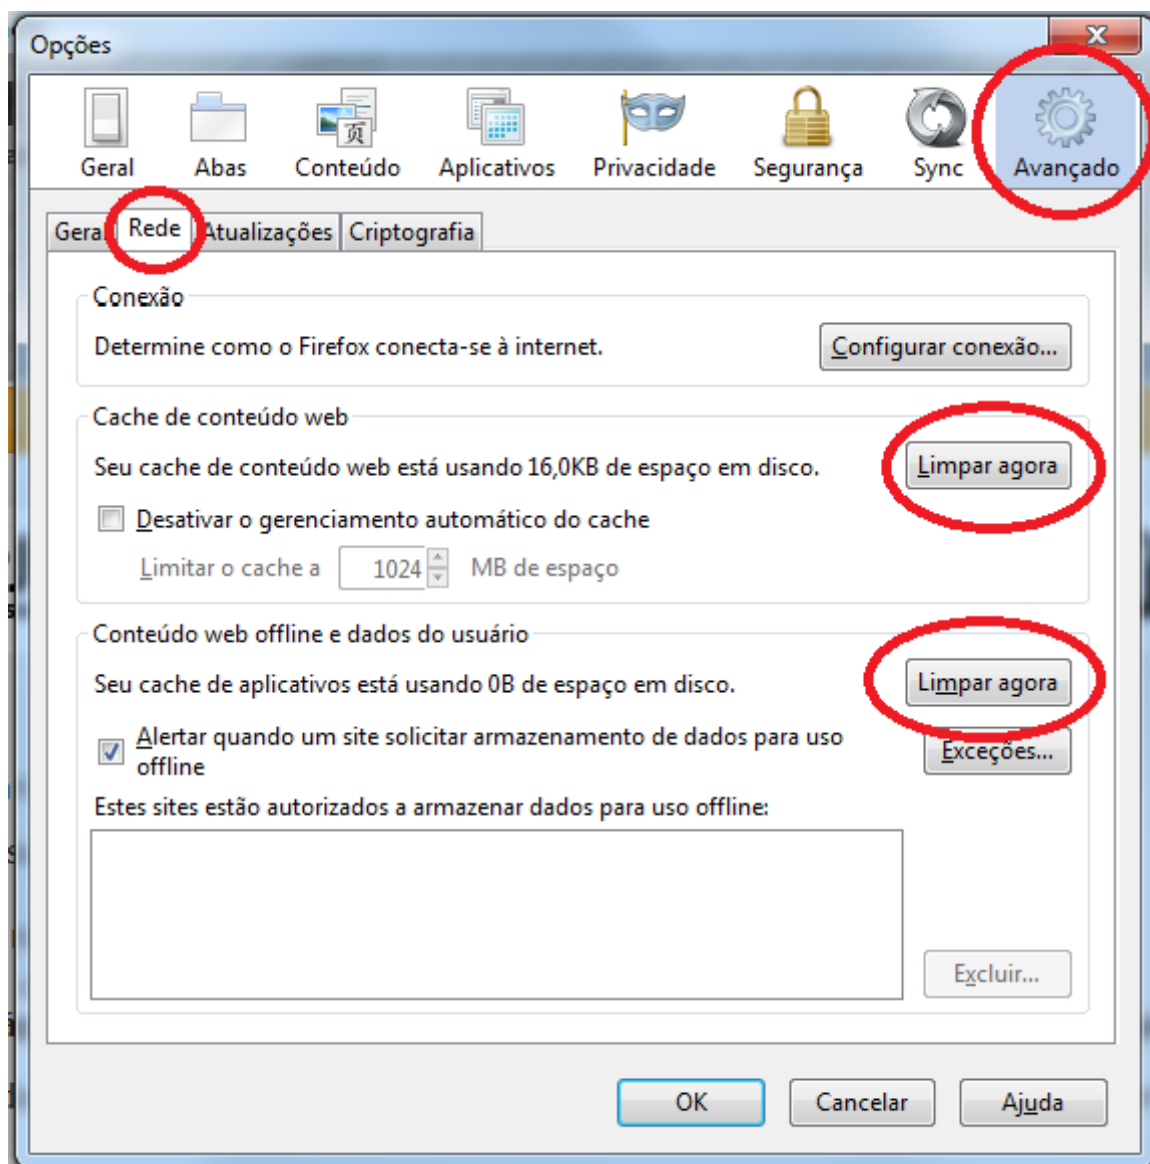 Opções
Geral Abas Conteúdo Aplicativos Privacidade Segurança Sync Avançado
页
Rede Atualizações Criptografia
Conexão
Determine como o Firefox conecta-se à internet. Configurar conexão...
Cache de conteúdo web
Seu cache de conteúdo web está usando 16,0KB de espaço em disco. Limpar agora
Desativar o gerenciamento automático do cache
Limitar o cache a 1024 MB de espaço
Conteúdo web offline e dados do usuário
Seu cache de aplicativos está usando 0B de espaço em disco. Limpar agora
Alertar quando um site solicitar armazenamento de dados para uso
offline
Exceções...
Estes sites estão autorizados a armazenar dados para uso offline:
Excluir...
OK Cancelar Ajuda